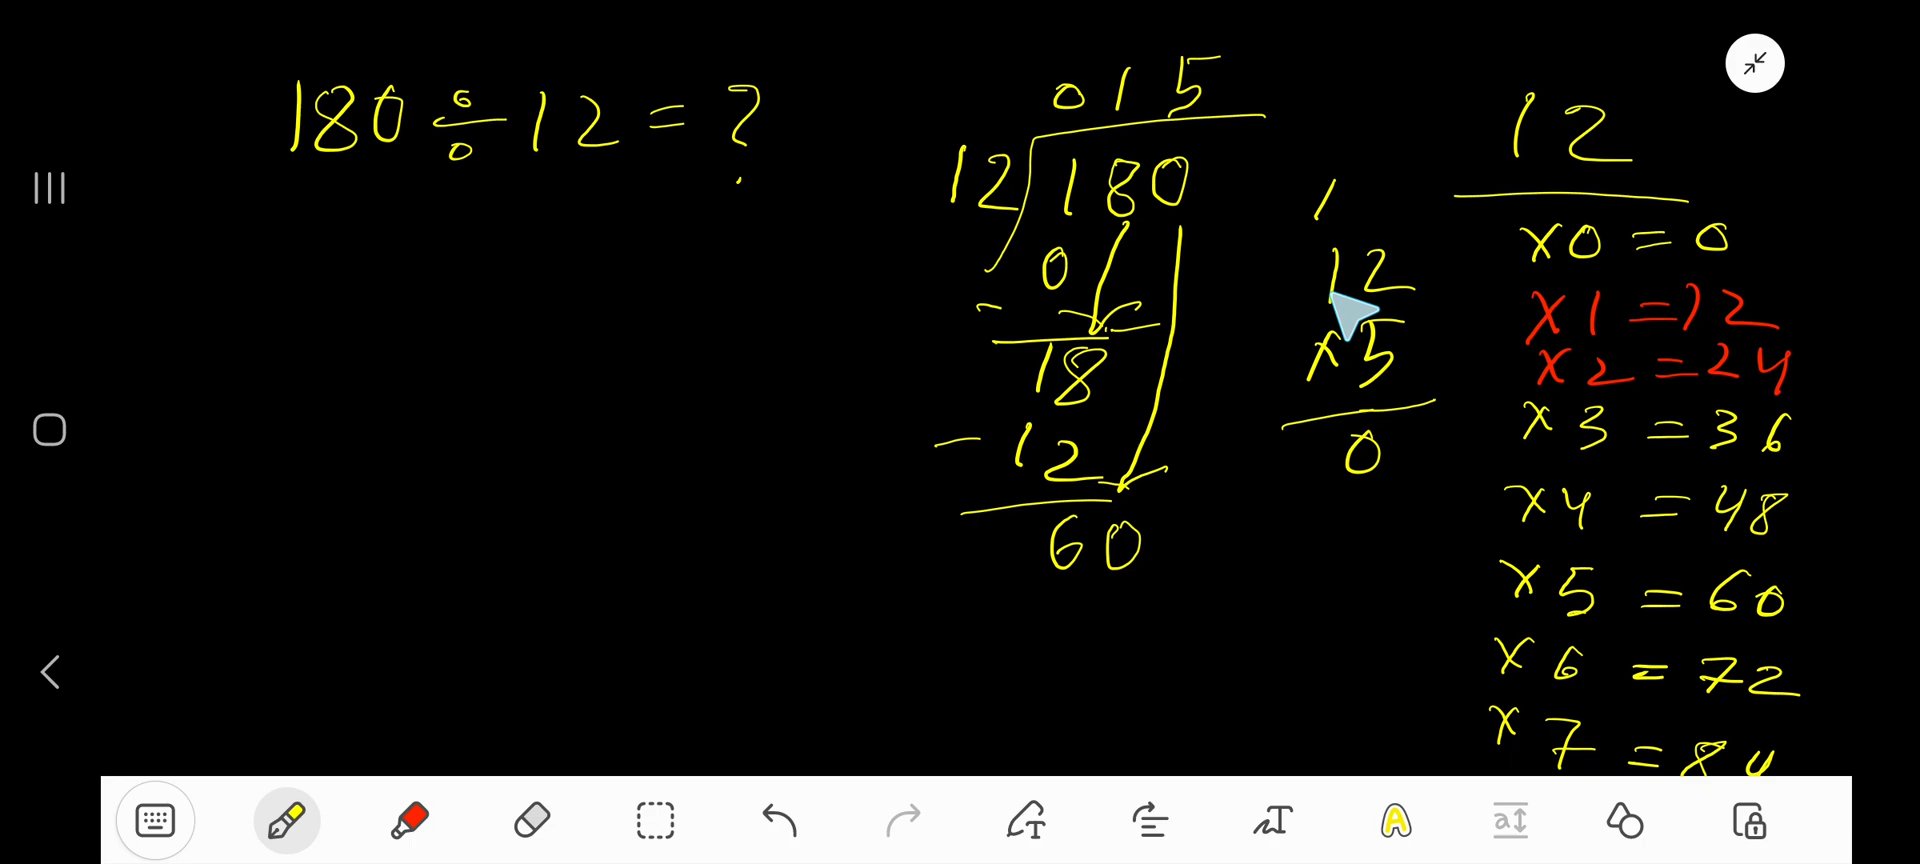 180 ÷ 12 = ?
015
12 180
0
-
18
- 12
60
1
12
x5
0
12
x0 = 0
x1 = 12
x2 = 24
x3 = 36
x4 = 48
x5 = 60
x6 = 72
x7 = 84
T
T
A
a